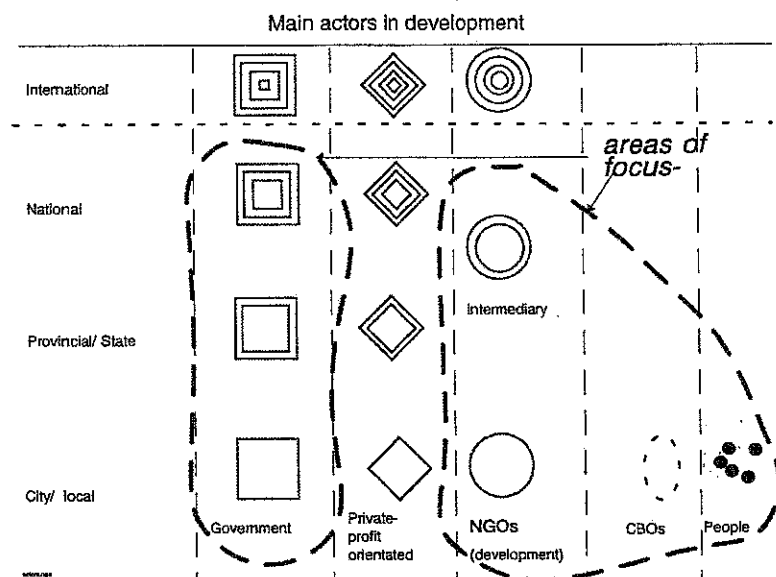 Main actors in development
International
areas of
focus-
National
Intermediary
Provincial/ State
City/ local
Government
Private-
profit
orientated
NGOs
(development)
CBOs
People